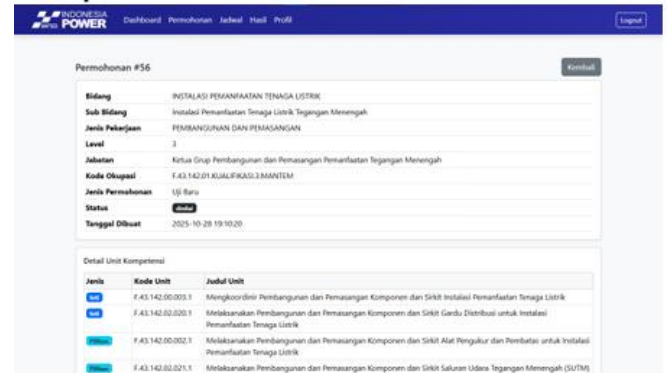 INDONESIA
POWER
Dashboard Permohonan Jadwal Hasil Profil
Logout
Permohonan #56
Kembali
Bidang INSTALASI PEMANFAATAN TENAGA LISTRIK
Sub Bidang Instalasi Pemanfaatan Tenaga Listrik Tegangan Menengah
Jenis Pekerjaan PEMBANGUNAN DAN PEMASANGAN
Level 3
Jabatan Ketua Grup Pembangunan dan Pemasangan Pemanfaatan Tegangan Menengah
Kode Okupasi F.43.142.01.KUALIFIKASI.3.MANTEM
Jenis Permohonan Uji Baru
Status
Tanggal Dibuat 2025-10-28 19:10:20
Detail Unit Kompetensi
Jenis Kode Unit Judul Unit
Inti F.43.142.00.003.1 Mengkoordinir Pembangunan dan Pemasangan Komponen dan Sirkit Instalasi Pemanfaatan Tenaga Listrik
Inti F.43.142.02.020.1 Melaksanakan Pembangunan dan Pemasangan Komponen dan Sirkit Gardu Distribusi untuk Instalasi
Pemanfaatan Tenaga Listrik
Pilihan F.43.142.00.002.1 Melaksanakan Pembangunan dan Pemasangan Komponen dan Sirkit Alat Pengukur dan Pembatas untuk Instalasi
Pemanfaatan Tenaga Listrik
Pilihan F.43.142.02.021.1 Melaksanakan Pembangunan dan Pemasangan Komponen dan Sirkit Saluran Udara Tegangan Menengah (SUTM)